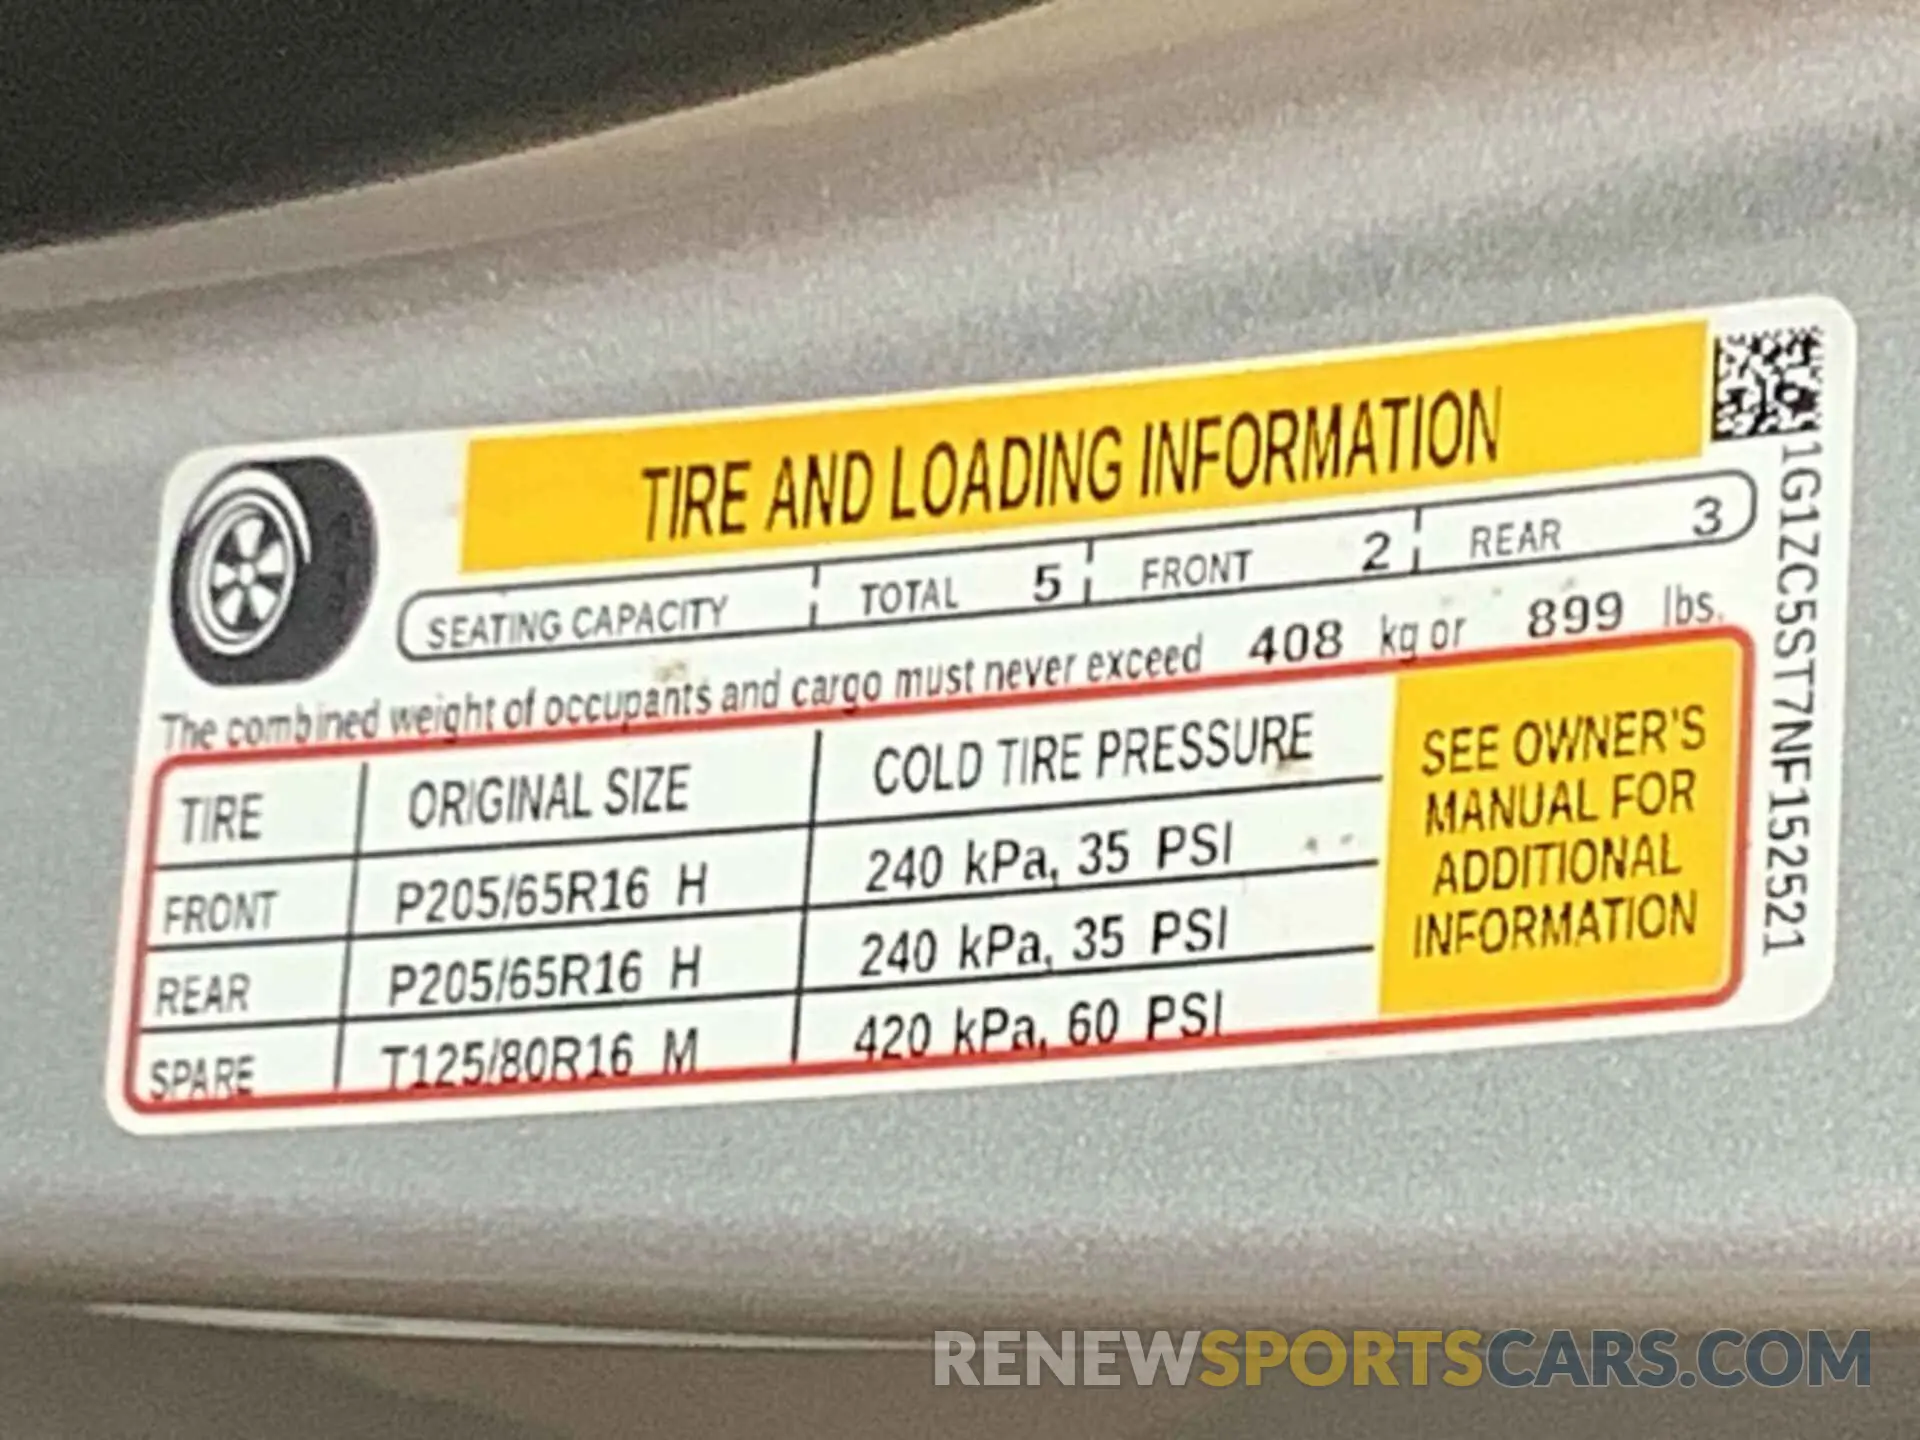 TIRE AND LOADING INFORMATION
SEATING CAPACITY TOTAL 5 FRONT 2 REAR 3
The combined weight of occupants and cargo must never exceed 408 kg or 899 lbs.
TIRE ORIGINAL SIZE COLD TIRE PRESSURE
FRONT P205/65R16 H 240 kPa, 35 PSI
REAR P205/65R16 H 240 kPa, 35 PSI
SPARE T125/80R16 M 420 kPa, 60 PSI
SEE OWNER'S
MANUAL FOR
ADDITIONAL
INFORMATION
1G1ZC5ST7NF152521
RENEWSPORTSCARS.COM